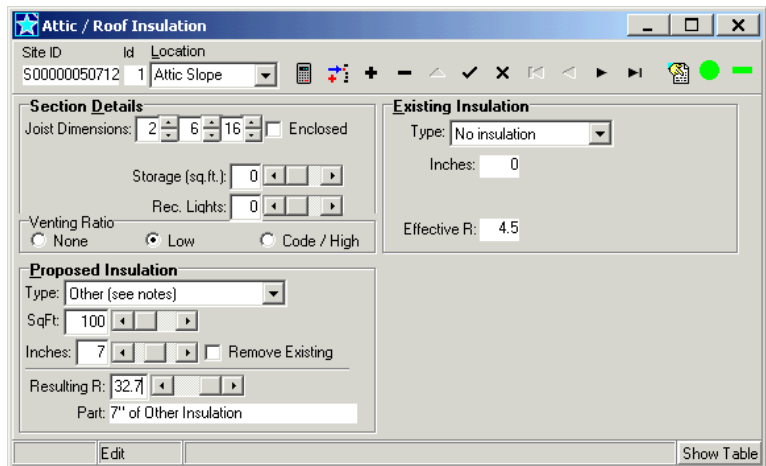 Attic / Roof Insulation
Site ID Id Location
S00000050712 1 Attic Slope
Section Details
Joist Dimensions: 2 6 16 Enclosed
Storage (sq.ft.): 0
Rec. Lights: 0
Venting Ratio
None Low Code / High
Existing Insulation
Type: No insulation
Inches: 0
Effective R: 4.5
Proposed Insulation
Type: Other (see notes)
SqFt: 100
Inches: 7 Remove Existing
Resulting R: 32.7
Part: 7" of Other Insulation
Edit Show Table